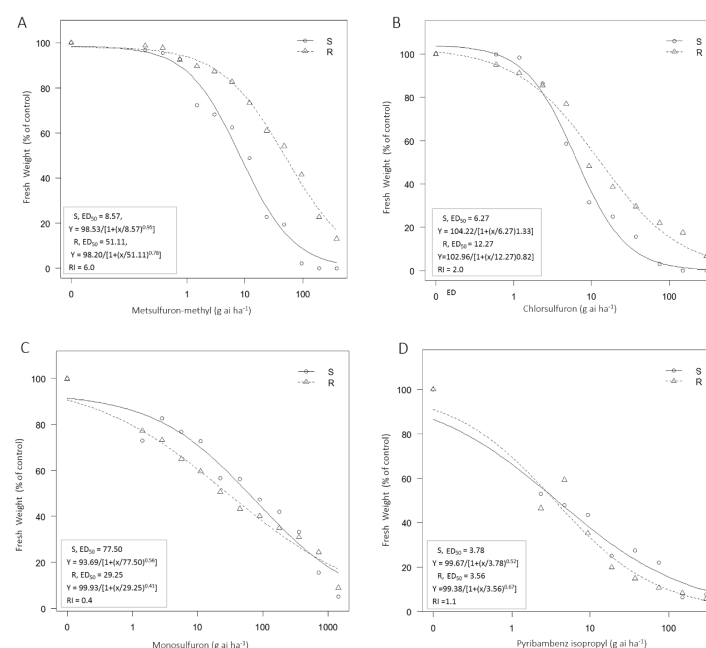 A
S
R
100
80
60
40
20
0
Fresh Weight (% of control)
S, ED50 = 8.57,
Y = 98.53/[1+(x/8.57)^0.95]
R, ED50 = 51.11,
Y = 98.20/[1+(x/51.11)^0.78]
RI = 6.0
0 1 10 100
Metsulfuron-methyl (g ai ha-1)
B
S
R
100
80
60
40
20
0
Fresh Weight (% of control)
S, ED50 = 6.27
Y = 104.22/[1+(x/6.27)1.33]
R, ED50 = 12.27
Y=102.96/[1+(x/12.27)0.82]
RI = 2.0
0 ED 1 10 100
Chlorsulfuron (g ai ha-1)
C
S
R
100
80
60
40
20
0
Fresh Weight (% of control)
S, ED50 = 77.50
Y = 93.69/[1+(x/77.50)^0.56]
R, ED50 = 29.25
Y = 99.93/[1+(x/29.25)^0.41]
RI = 0.4
0 1 10 100 1000
Monosulfuron (g ai ha-1)
D
S
R
100
80
60
40
20
0
Fresh Weight (% of control)
S, ED50 = 3.78
Y = 99.67/[1+(x/3.78)^0.52]
R, ED50 = 3.56
Y =99.38/[1+(x/3.56)^0.67]
RI =1.1
0 1 10 100
Pyribambenz isopropyl (g ai ha-1)